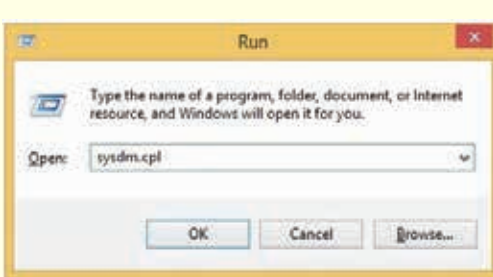 Run
Type the name of a program, folder, document, or Internet
resource, and Windows will open it for you.
Open: sysdm.cpl
OK Cancel Browse...